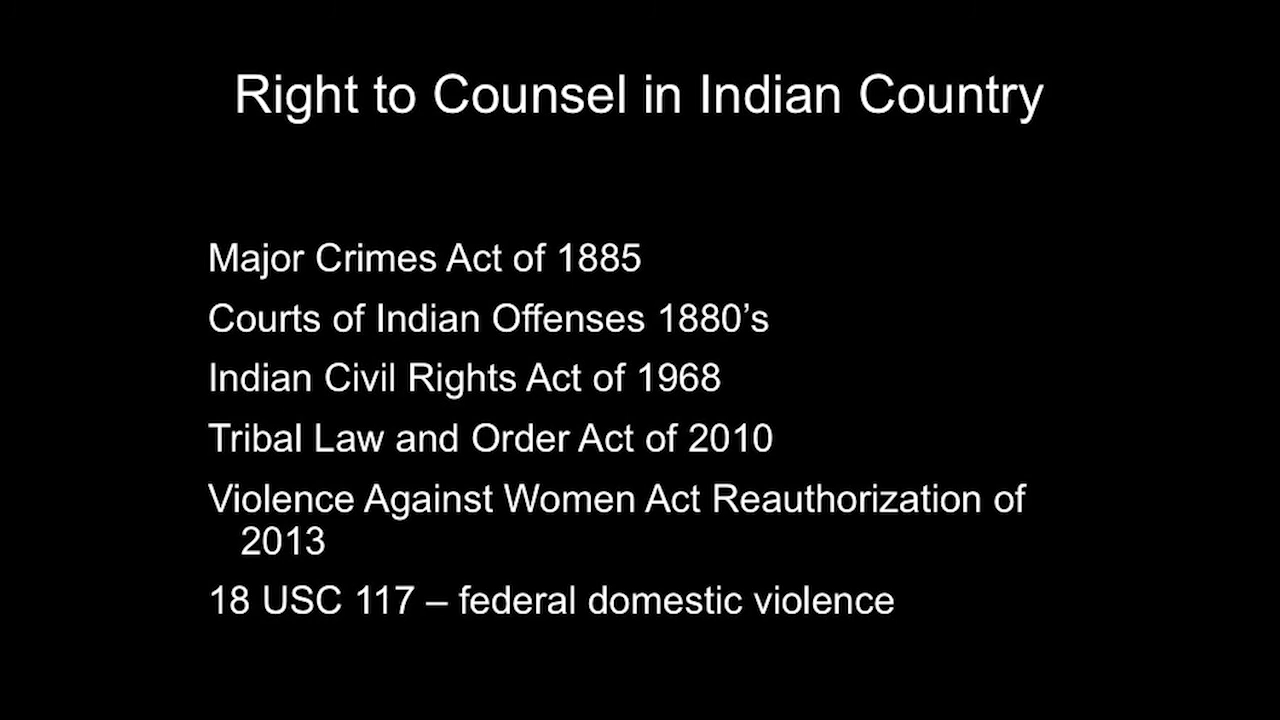 Right to Counsel in Indian Country
Major Crimes Act of 1885
Courts of Indian Offenses 1880’s
Indian Civil Rights Act of 1968
Tribal Law and Order Act of 2010
Violence Against Women Act Reauthorization of
2013
18 USC 117 – federal domestic violence